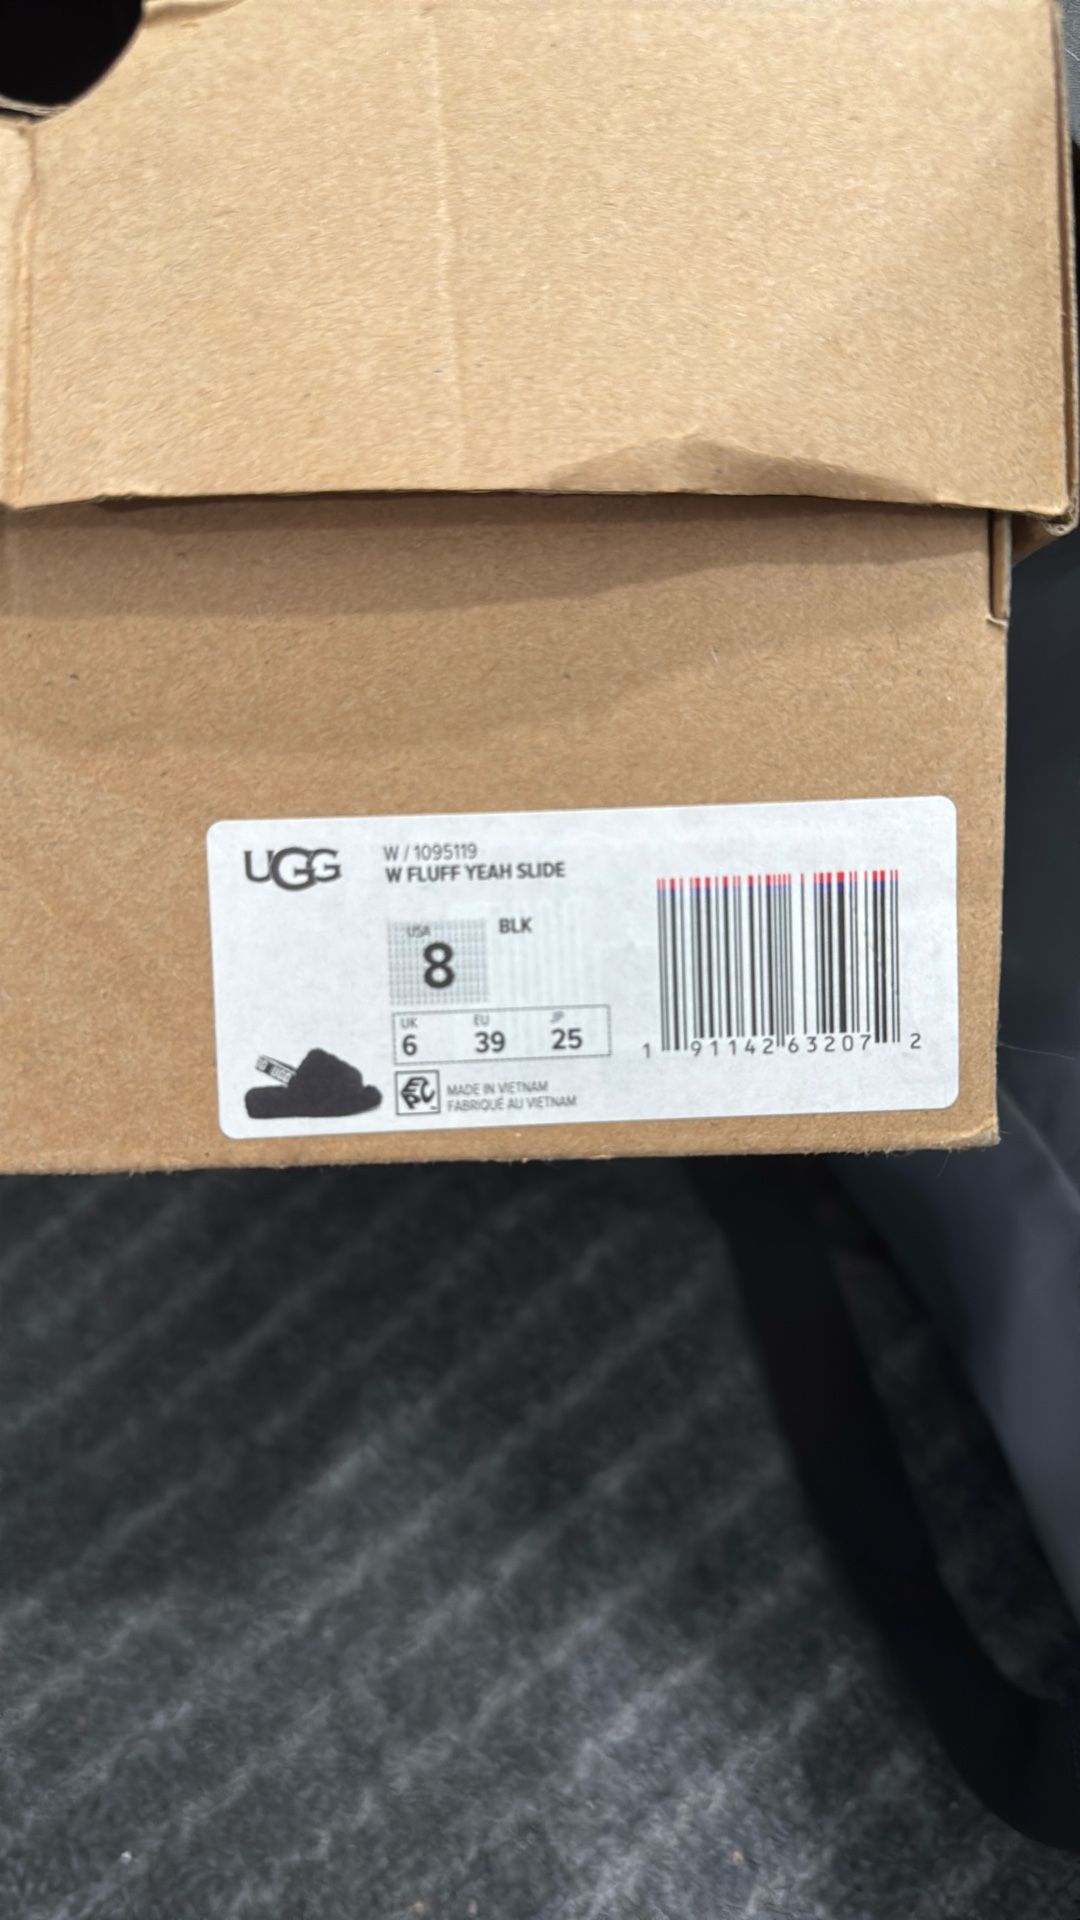 UGG
W / 1095119
W FLUFF YEAH SLIDE
USA
8
BLK
UK EU JP
6 39 25
MADE IN VIETNAM
FABRIQUÉ AU VIETNAM
1 91142 63207 2